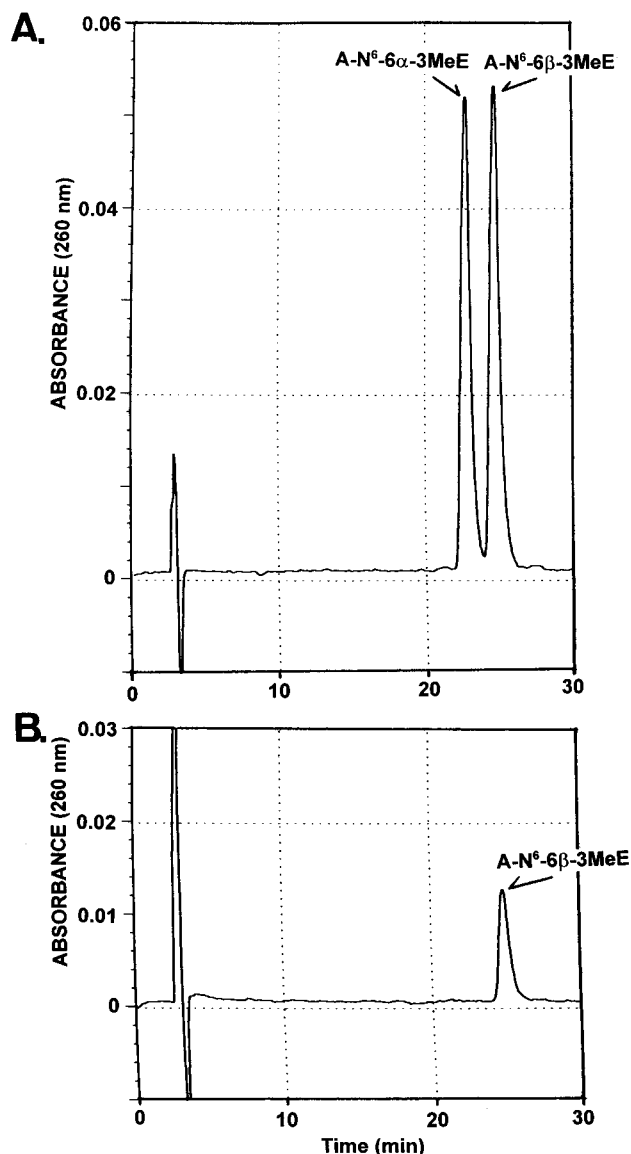 A.
0.06
A-N⁶-6α-3MeE A-N⁶-6β-3MeE
0.04
ABSORBANCE (260 nm)
0.02
0
0 10 20 30
B.
0.03
0.02
ABSORBANCE (260 nm)
A-N⁶-6β-3MeE
0.01
0
0 10 20 30
Time (min)